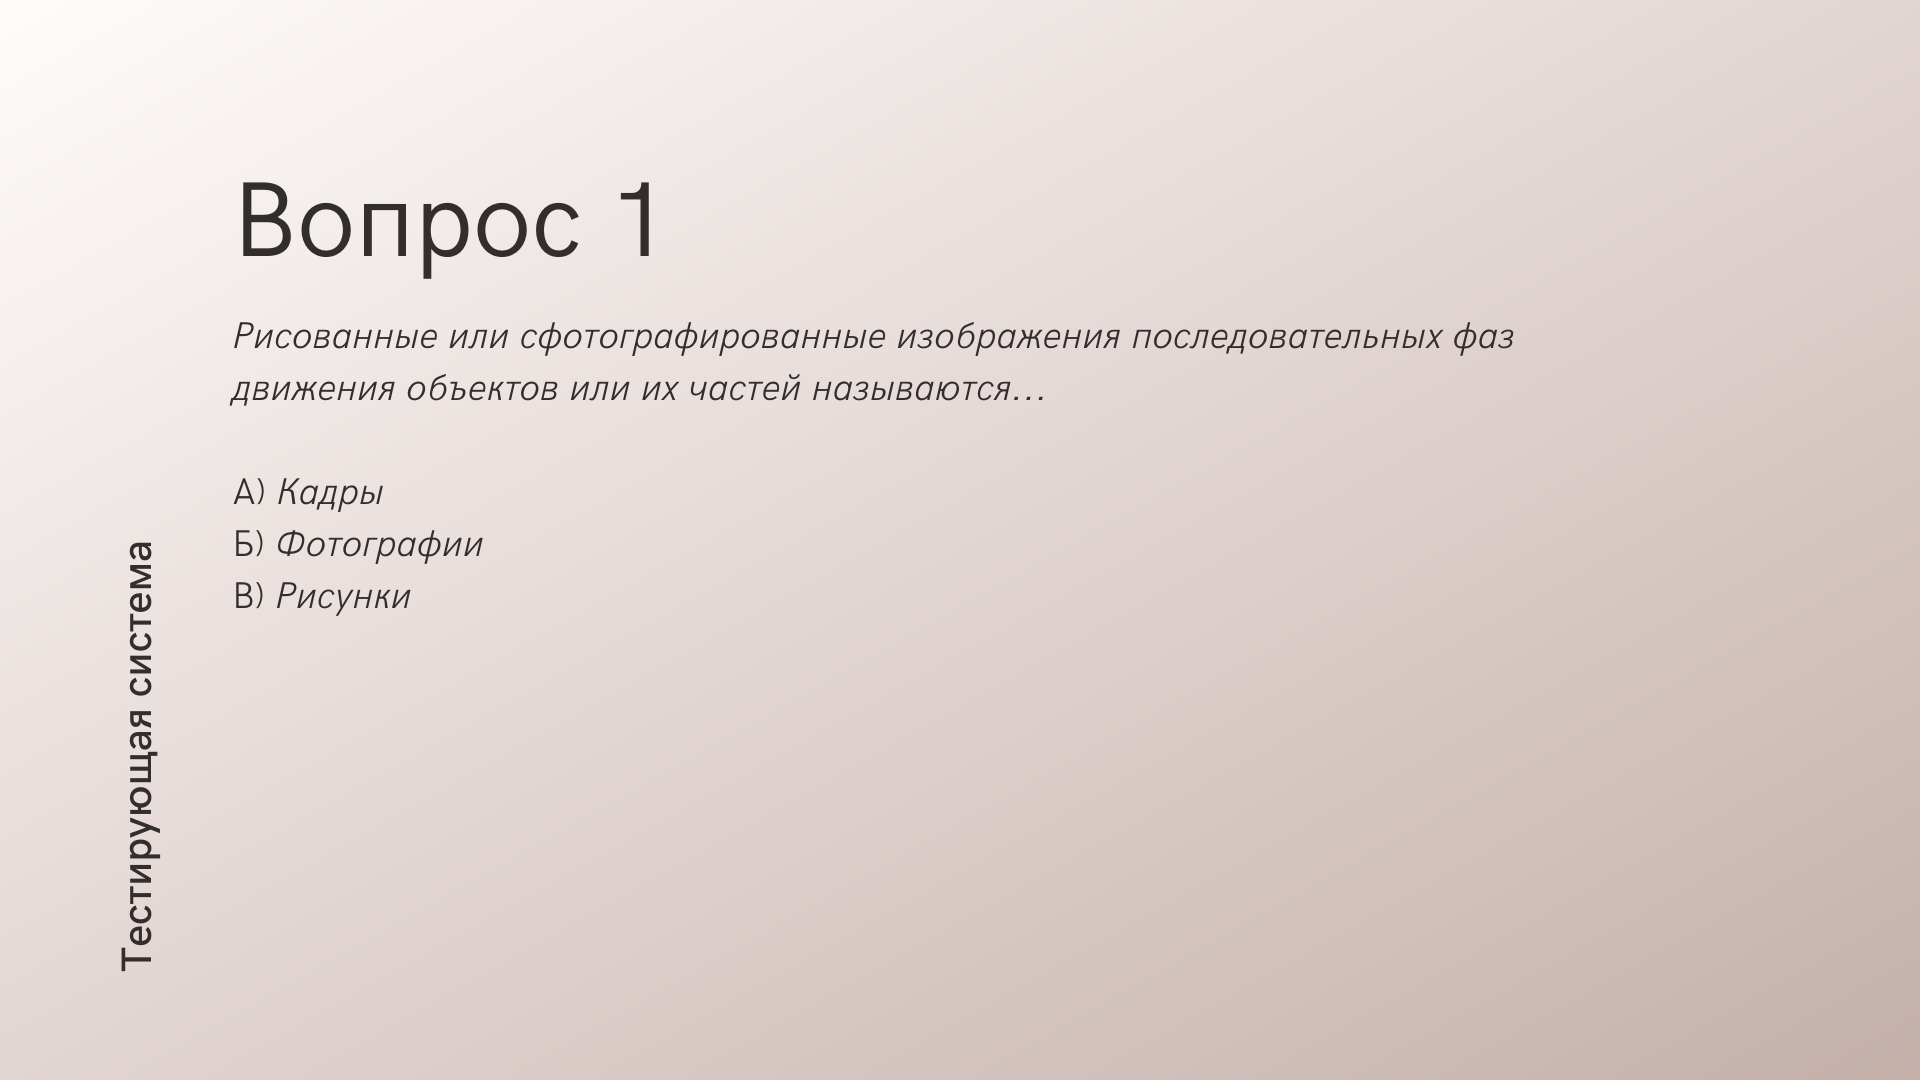 Вопрос 1
Рисованные или сфотографированные изображения последовательных фаз
движения объектов или их частей называются...
А) Кадры
Б) Фотографии
В) Рисунки
Тестирующая система